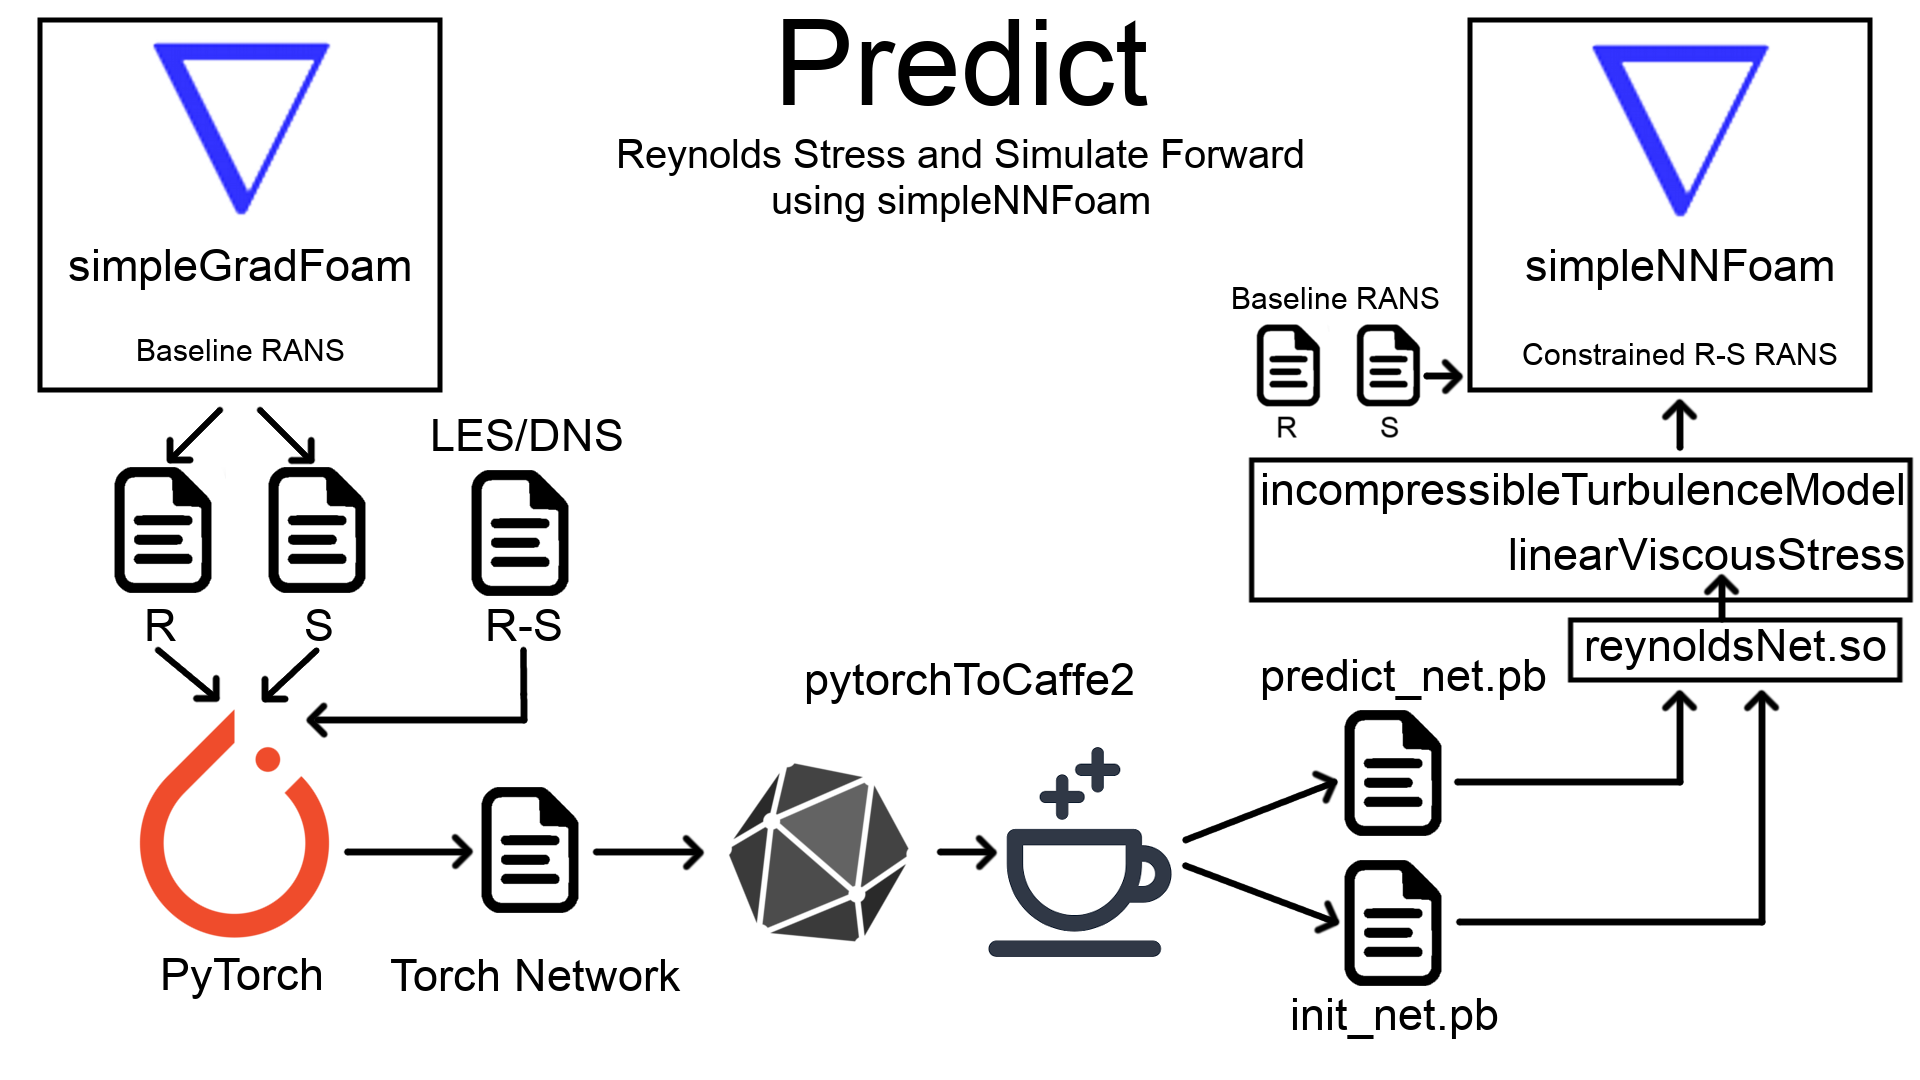 Predict
Reynolds Stress and Simulate Forward
using simpleNNFoam
simpleGradFoam
Baseline RANS
LES/DNS
R
S
R-S
PyTorch
Torch Network
pytorchToCaffe2
predict_net.pb
init_net.pb
reynoldsNet.so
incompressibleTurbulenceModel
linearViscousStress
Baseline RANS
R
S
simpleNNFoam
Constrained R-S RANS